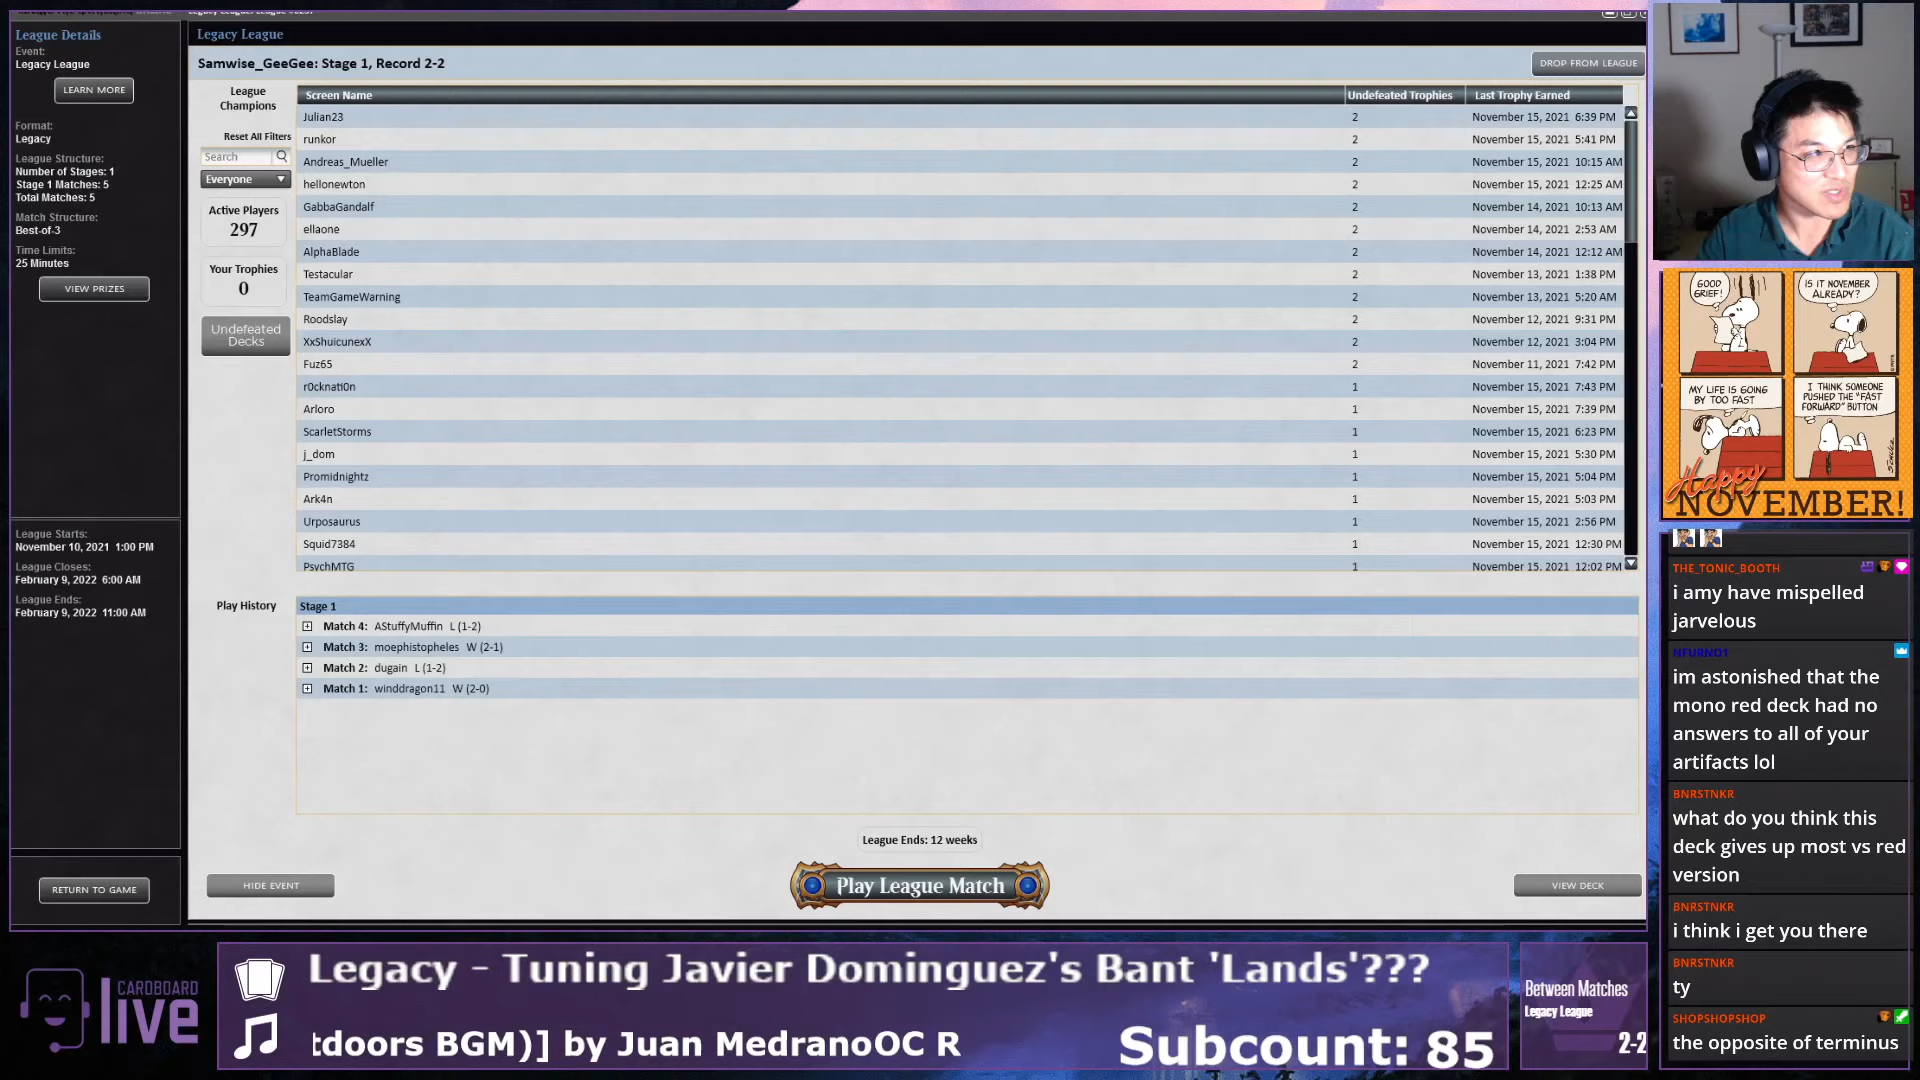 League Details
Event:
Legacy League
LEARN MORE
Format:
Legacy
League Structure:
Number of Stages: 1
Stage 1 Matches: 5
Total Matches: 5
Match Structure:
Best-of-3
Time Limits:
25 Minutes
VIEW PRIZES
League Starts:
November 10, 2021 1:00 PM
League Closes:
February 9, 2022 6:00 AM
League Ends:
February 9, 2022 11:00 AM
RETURN TO GAME
Legacy League
Samwise_GeeGee: Stage 1, Record 2-2
DROP FROM LEAGUE
League
Champions
Reset All Filters
Search
Everyone
Active Players
297
Your Trophies
0
Undefeated
Decks
Screen Name Undefeated Trophies Last Trophy Earned
Julian23 2 November 15, 2021 6:39 PM
runkor 2 November 15, 2021 5:41 PM
Andreas_Mueller 2 November 15, 2021 10:15 AM
hellonewton 2 November 15, 2021 12:25 AM
GabbaGandalf 2 November 14, 2021 10:13 AM
ellaone 2 November 14, 2021 2:53 AM
AlphaBlade 2 November 14, 2021 12:12 AM
Testacular 2 November 13, 2021 1:38 PM
TeamGameWarning 2 November 13, 2021 5:20 AM
Roodslay 2 November 12, 2021 9:31 PM
XxShuicunexX 2 November 12, 2021 3:04 PM
Fuz65 2 November 11, 2021 7:42 PM
r0cknati0n 1 November 15, 2021 7:43 PM
Arloro 1 November 15, 2021 7:39 PM
ScarletStorms 1 November 15, 2021 6:23 PM
j_dom 1 November 15, 2021 5:30 PM
Promidnightz 1 November 15, 2021 5:04 PM
Ark4n 1 November 15, 2021 5:03 PM
Urposaurus 1 November 15, 2021 2:56 PM
Squid7384 1 November 15, 2021 12:30 PM
PsychMTG 1 November 15, 2021 12:02 PM
Play History
Stage 1
Match 4: AStuffyMuffin L (1-2)
Match 3: moephistopheles W (2-1)
Match 2: dugain L (1-2)
Match 1: winddragon11 W (2-0)
League Ends: 12 weeks
HIDE EVENT
Play League Match
VIEW DECK
GOOD
GRIEF!
IS IT NOVEMBER
ALREADY?
MY LIFE IS GOING
BY TOO FAST
I THINK SOMEONE
PUSHED THE "FAST
FORWARD" BUTTON
SCHULZ
Happy
NOVEMBER!
THE_TONIC_BOOTH
i amy have mispelled
jarvelous
NFURNO1
im astonished that the
mono red deck had no
answers to all of your
artifacts lol
BNRSTNKR
what do you think this
deck gives up most vs red
version
BNRSTNKR
i think i get you there
BNRSTNKR
ty
SHOPSHOPSHOP
the opposite of terminus
CARDBOARD
live
Legacy - Tuning Javier Dominguez's Bant 'Lands'???
tdoors BGM)] by Juan MedranoOC R
Subcount: 85
Between Matches
Legacy League
2-2